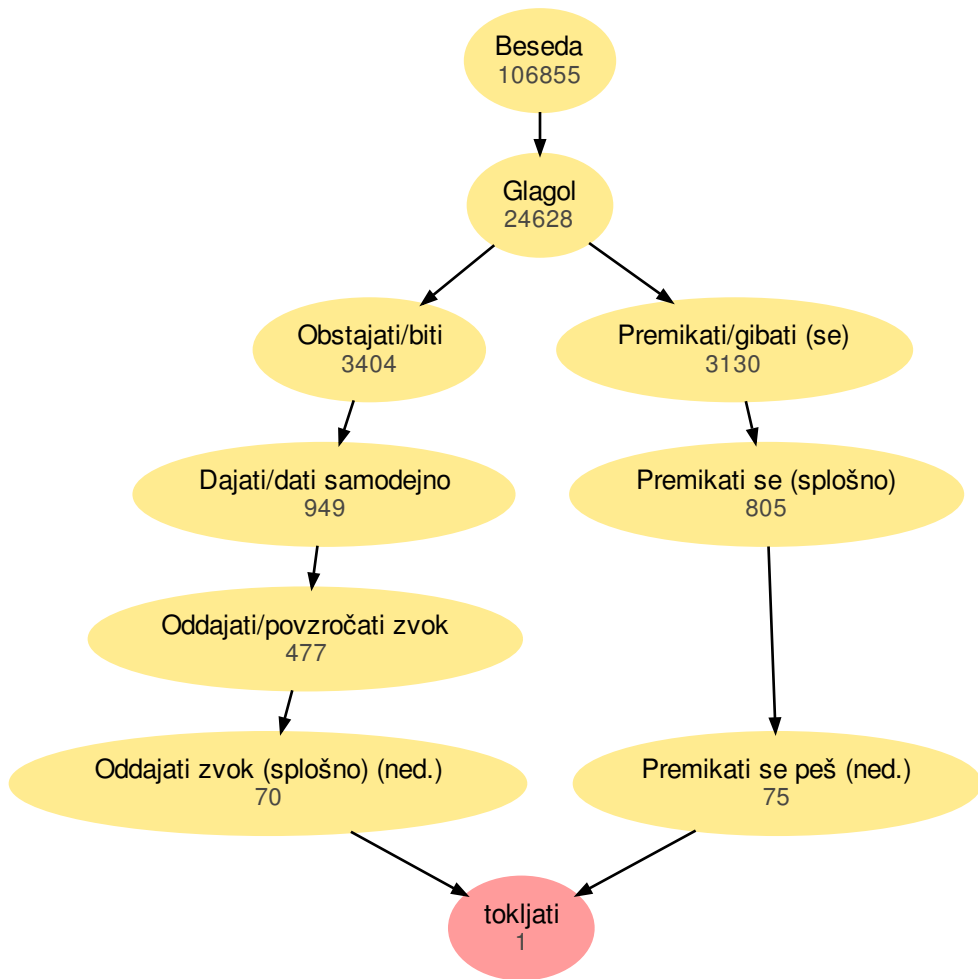 Beseda
106855
Glagol
24628
Obstajati/biti
3404
Premikati/gibati (se)
3130
Dajati/dati samodejno
949
Premikati se (splošno)
805
Oddajati/povzročati zvok
477
Oddajati zvok (splošno) (ned.)
70
Premikati se peš (ned.)
75
tokljati
1